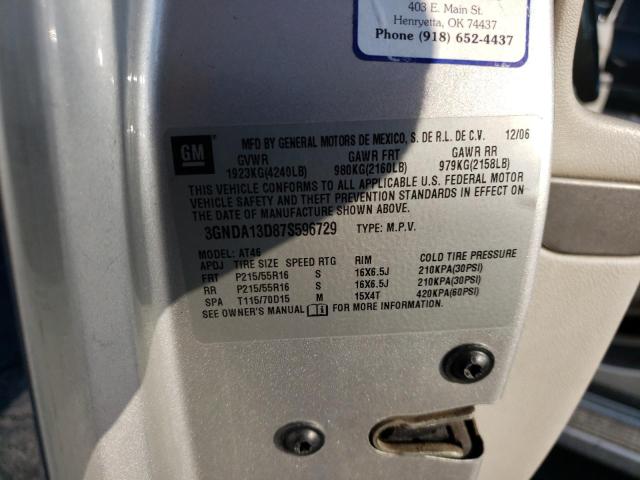 403 E. Main St.
Henryetta, OK 74437
Phone (918) 652-4437
GM
MFD BY GENERAL MOTORS DE MEXICO, S. DE R.L. DE C.V. 12/06
GVWR GAWR FRT GAWR RR
1923KG(4240LB) 980KG(2160LB) 979KG(2158LB)
THIS VEHICLE CONFORMS TO ALL APPLICABLE U.S. FEDERAL MOTOR
VEHICLE SAFETY AND THEFT PREVENTION STANDARDS IN EFFECT ON
THE DATE OF MANUFACTURE SHOWN ABOVE.
3GNDA13D87S596729 TYPE: M.P.V.
MODEL: AT46
APDJ TIRE SIZE SPEED RTG RIM COLD TIRE PRESSURE
FRT P215/55R16 S 16X6.5J 210KPA(30PSI)
RR P215/55R16 S 16X6.5J 210KPA(30PSI)
SPA T115/70D15 M 15X4T 420KPA(60PSI)
SEE OWNER'S MANUAL FOR MORE INFORMATION.